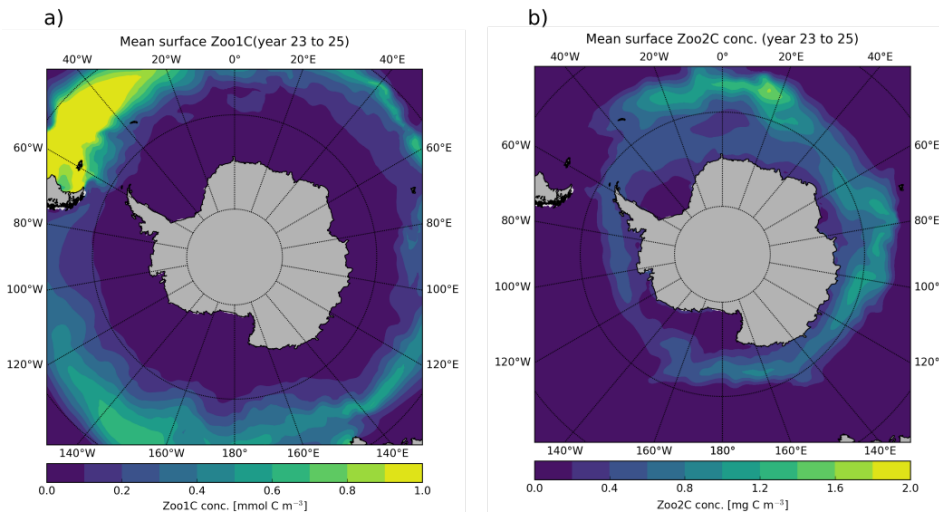 a)
Mean surface Zoo1C(year 23 to 25)
40°W 20°W 0° 20°E 40°E
60°W 60°E
80°W 80°E
100°W 100°E
120°W 120°E
140°W 160°W 180° 160°E 140°E
0.0 0.2 0.4 0.6 0.8 1.0
Zoo1C conc. [mmol C m⁻³]
b)
Mean surface Zoo2C conc. (year 23 to 25)
40°W 20°W 0° 20°E 40°E
60°W 60°E
80°W 80°E
100°W 100°E
120°W 120°E
140°W 160°W 180° 160°E 140°E
0.0 0.4 0.8 1.2 1.6 2.0
Zoo2C conc. [mg C m⁻³]